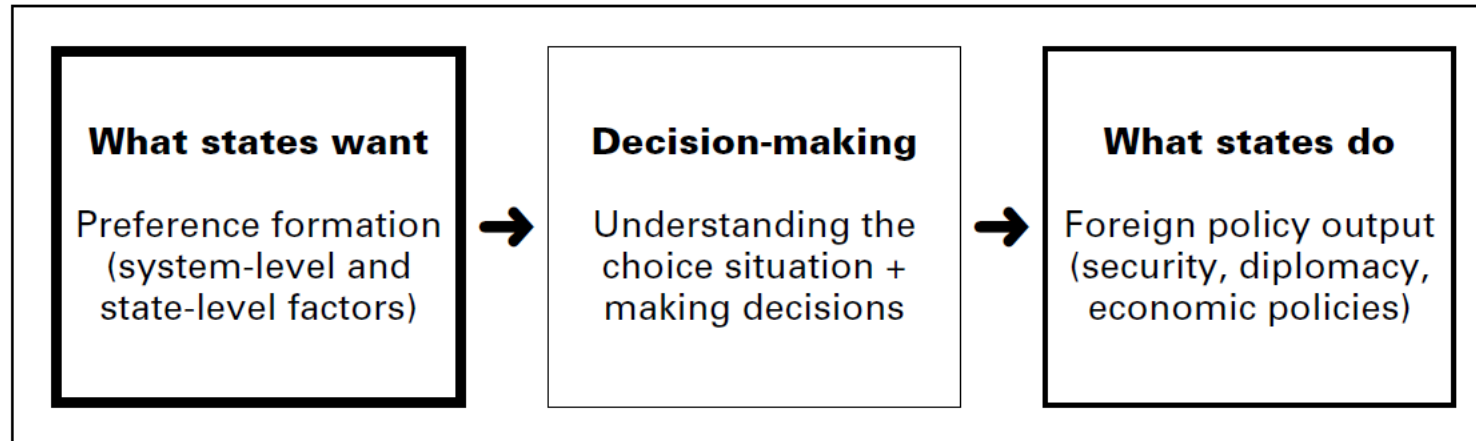 What states want
Preference formation
(system-level and
state-level factors)
Decision-making
Understanding the
choice situation +
making decisions
What states do
Foreign policy output
(security, diplomacy,
economic policies)